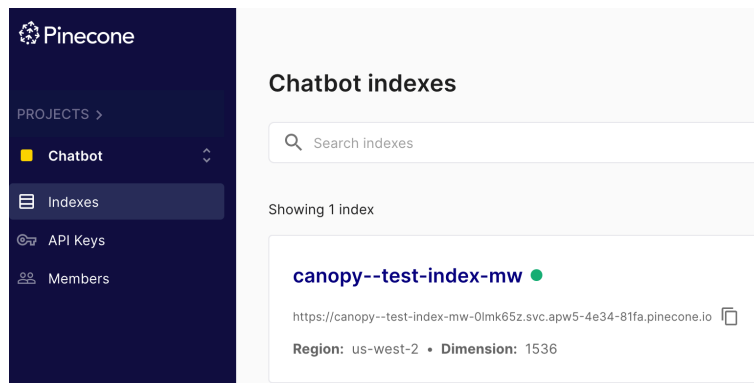 Pinecone
PROJECTS >
Chatbot
Indexes
API Keys
Members
Chatbot indexes
Search indexes
Showing 1 index
canopy--test-index-mw
https://canopy--test-index-mw-0lmk65z.svc.apw5-4e34-81fa.pinecone.io
Region: us-west-2 • Dimension: 1536